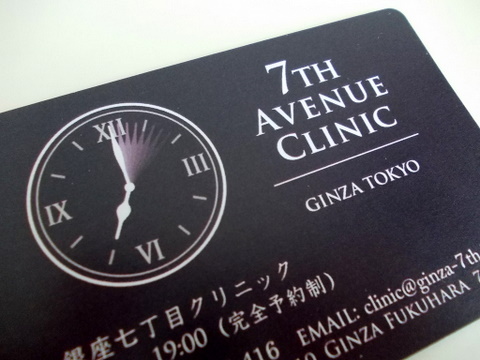 7TH
AVENUE
CLINIC
GINZA TOKYO
XII
III
VI
IX
銀座七丁目クリニック
19:00 (完全予約制)
416 EMAIL: clinic@ginza-7th
GINZA FUKUHARA